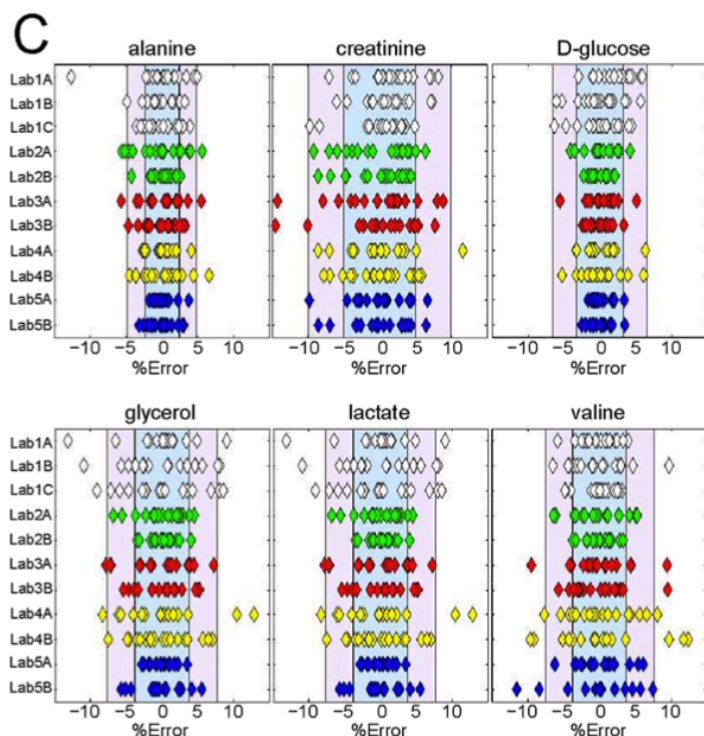 C
alanine creatinine D-glucose
Lab1A
Lab1B
Lab1C
Lab2A
Lab2B
Lab3A
Lab3B
Lab4A
Lab4B
Lab5A
Lab5B
−10 −5 0 5 10 −10 −5 0 5 10 −10 −5 0 5 10
%Error %Error %Error
glycerol lactate valine
Lab1A
Lab1B
Lab1C
Lab2A
Lab2B
Lab3A
Lab3B
Lab4A
Lab4B
Lab5A
Lab5B
−10 −5 0 5 10 −10 −5 0 5 10 −10 −5 0 5 10
%Error %Error %Error